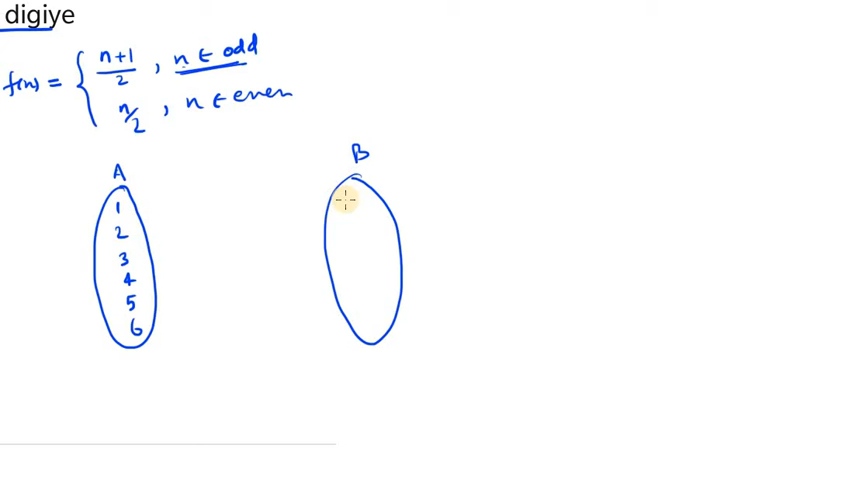 digiye
f(n) = { n+1/2 , n ∈ odd
n/2 , n ∈ even
A
B
1
2
3
4
5
6